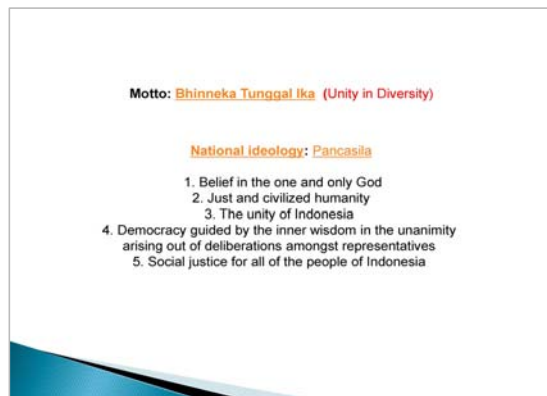 Motto: Bhinneka Tunggal Ika (Unity in Diversity)
National ideology: Pancasila
1. Belief in the one and only God
2. Just and civilized humanity
3. The unity of Indonesia
4. Democracy guided by the inner wisdom in the unanimity
arising out of deliberations amongst representatives
5. Social justice for all of the people of Indonesia